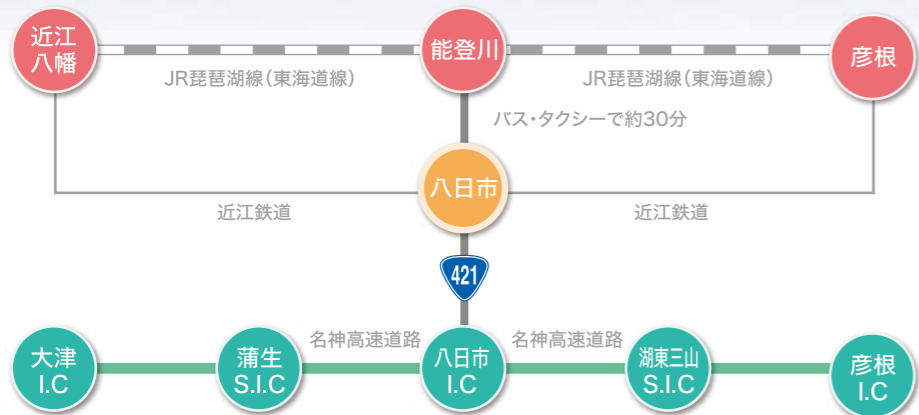 近江
八幡
能登川
彦根
JR琵琶湖線(東海道線)
JR琵琶湖線(東海道線)
バス・タクシーで約30分
八日市
近江鉄道
近江鉄道
421
名神高速道路
名神高速道路
大津
I.C
蒲生
S.I.C
八日市
I.C
湖東三山
S.I.C
彦根
I.C